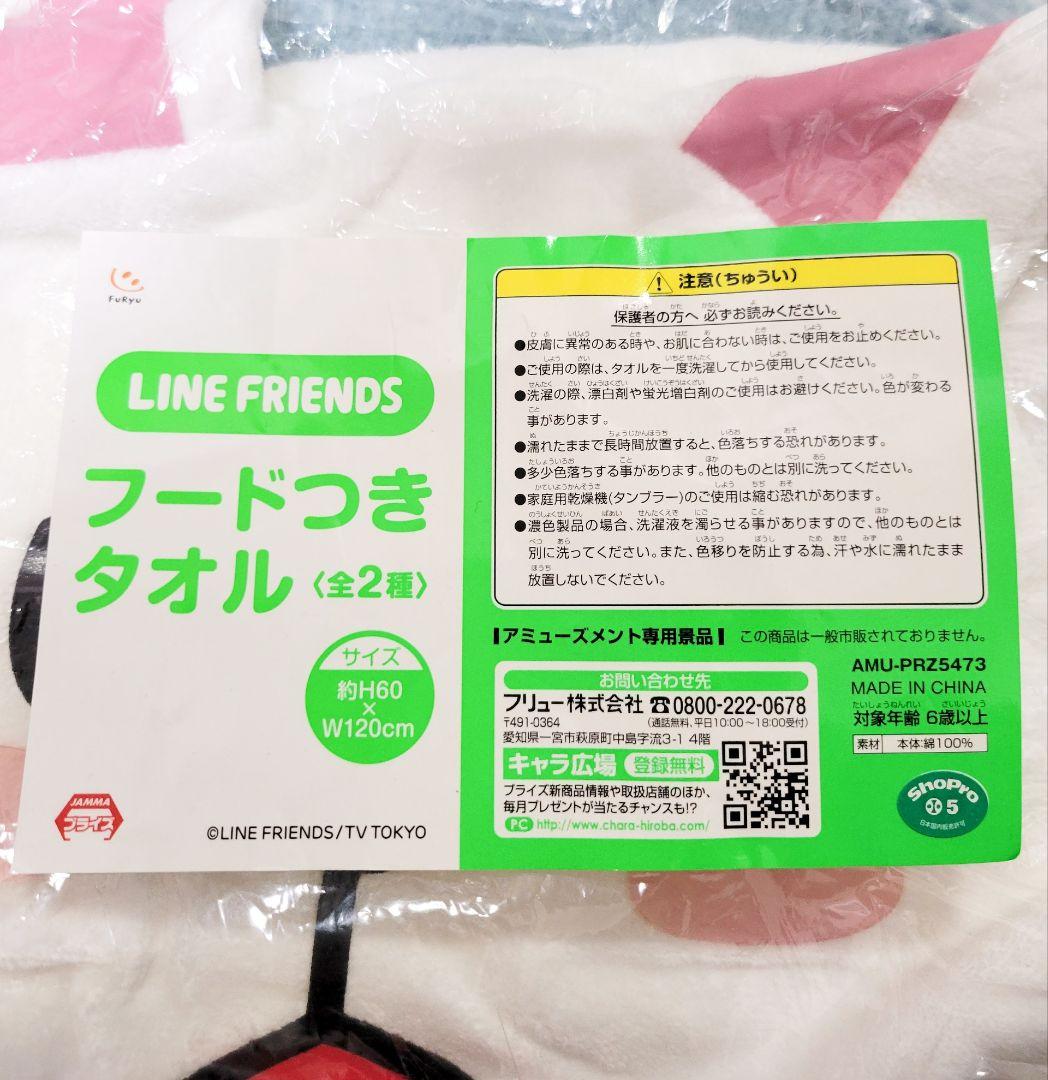 FuRyu
LINE FRIENDS
フードつき
タオル〈全2種〉
サイズ
約H60
×
W120cm
JAMMA
プライズ
©LINE FRIENDS/TV TOKYO
注意(ちゅうい)
保護者の方へ 必ずお読みください。
●皮膚に異常のある時や、お肌に合わない時は、ご使用をお止めください。
●ご使用の際は、タオルを一度洗濯してから使用してください。
●洗濯の際、漂白剤や蛍光増白剤のご使用はお避けください。色が変わる
事があります。
●濡れたままで長時間放置すると、色落ちする恐れがあります。
●多少色落ちする事があります。他のものとは別に洗ってください。
●家庭用乾燥機(タンブラー)のご使用は縮む恐れがあります。
●濃色製品の場合、洗濯液を濁らせる事がありますので、他のものとは
別に洗ってください。また、色移りを防止する為、汗や水に濡れたまま
放置しないでください。
アミューズメント専用景品 この商品は一般市販されておりません。
お問い合わせ先
フリュー株式会社 ☎0800-222-0678
〒491-0364 (通話無料、平日10:00～18:00受付)
愛知県一宮市萩原町中島字流3-1 4階
キャラ広場 登録無料
プライズ新商品情報や取扱店舗のほか、
毎月プレゼントが当たるチャンスも!?
PC http://www.chara-hiroba.com/
AMU-PRZ5473
MADE IN CHINA
たいしょうねんれい さいいじょう
対象年齢 6歳以上
素材 本体:綿100%
ShoPro
5
日本国内販売許可